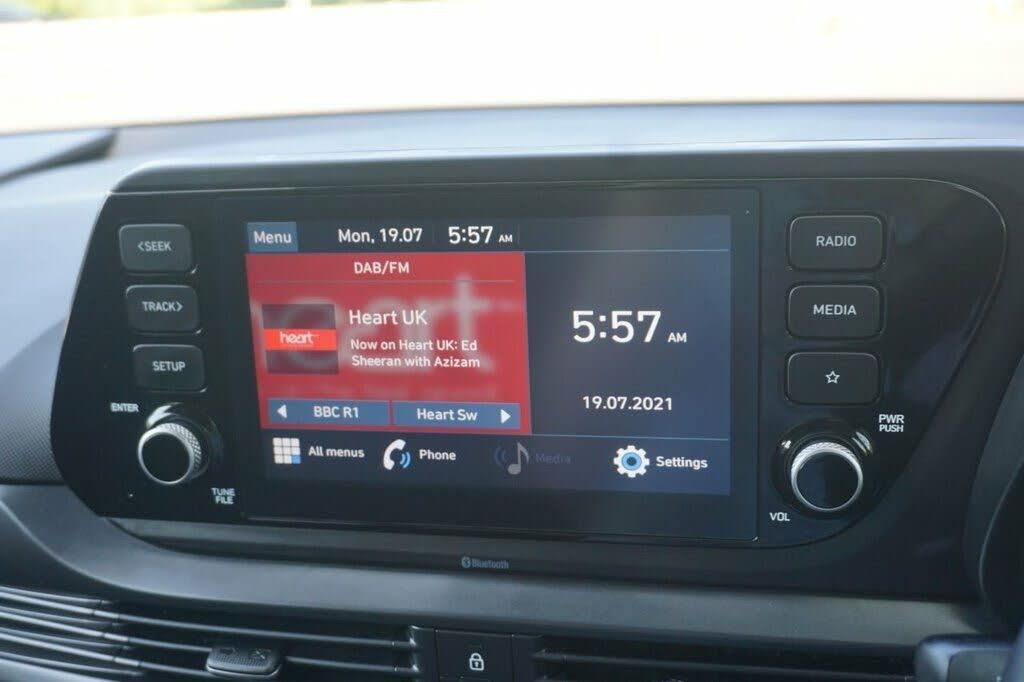 <SEEK
TRACK>
SETUP
ENTER
TUNE
FILE
Menu Mon, 19.07 5:57 AM
DAB/FM
heart
Heart UK
Now on Heart UK: Ed
Sheeran with Azizam
BBC R1 Heart Sw
5:57 AM
19.07.2021
All menus Phone Media Settings
RADIO
MEDIA
PWR
PUSH
VOL
Bluetooth